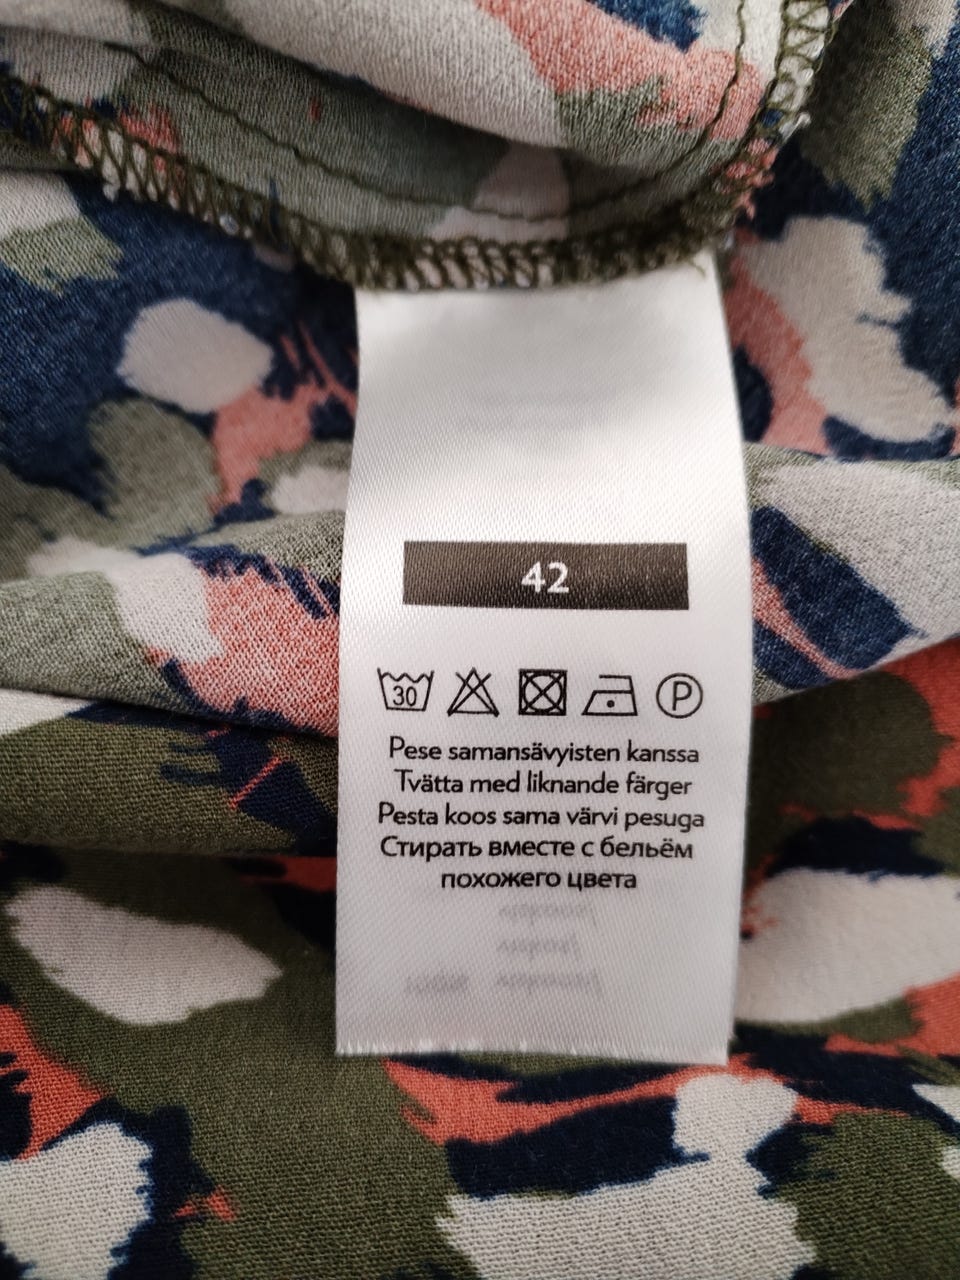 42
30 P
Pese samansävyisten kanssa
Tvätta med liknande färger
Pesta koos sama värvi pesuga
Стирать вместе с бельём
похожего цвета